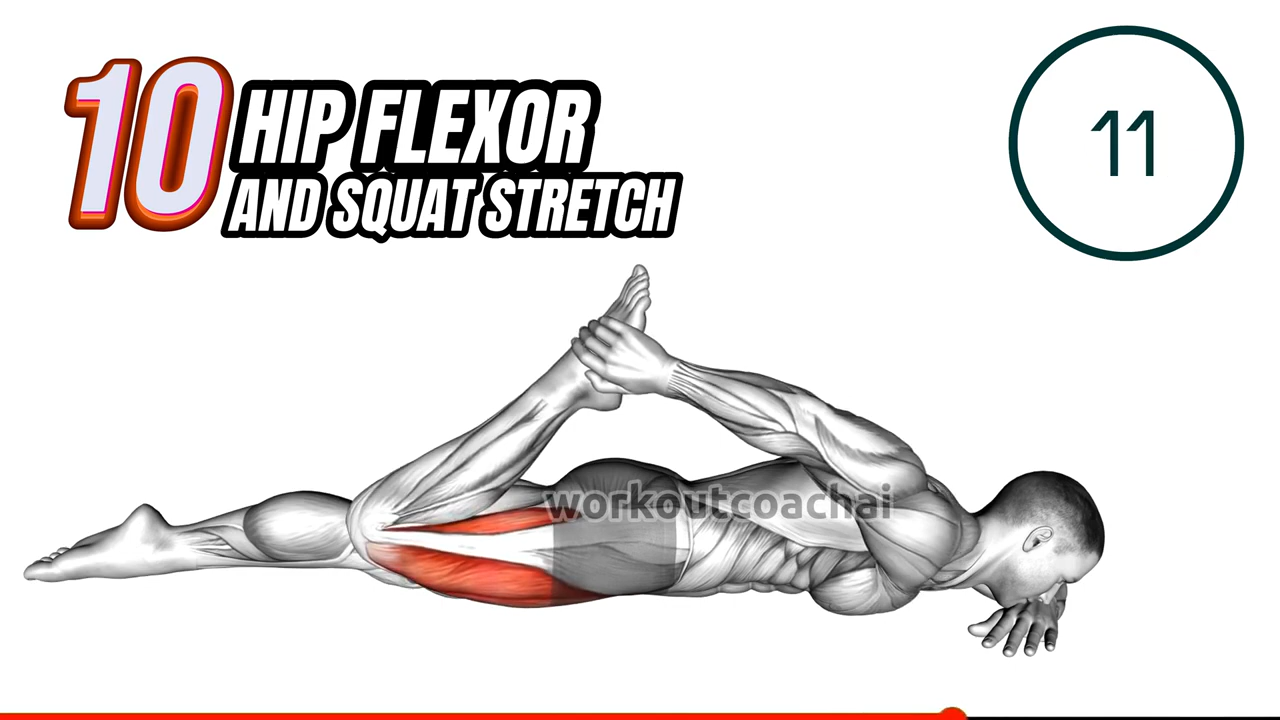 10
HIP FLEXOR
AND SQUAT STRETCH
11
workoutcoachai